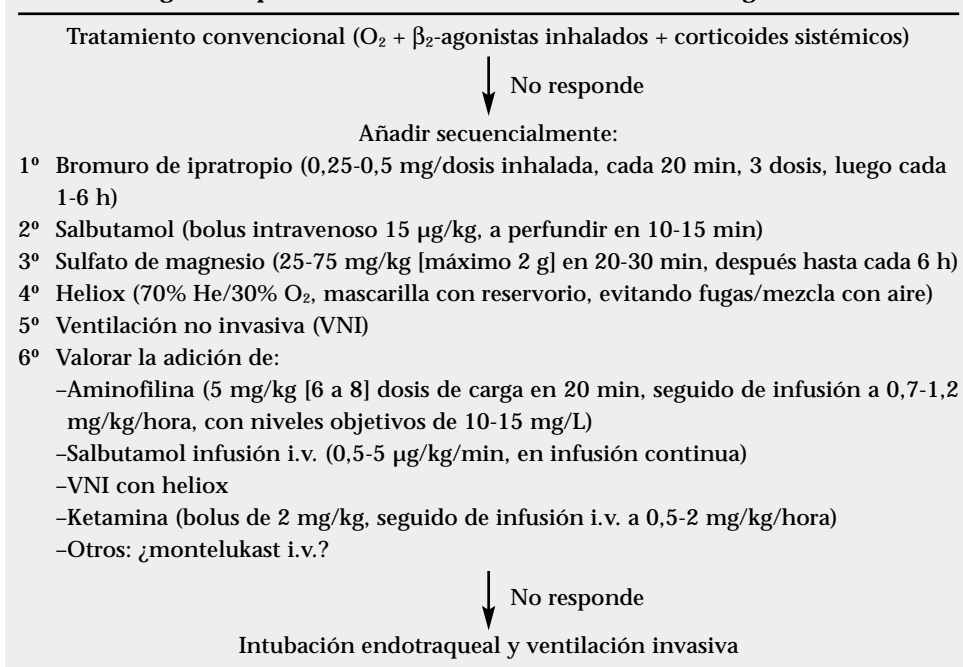 Tratamiento convencional (O₂ + β₂-agonistas inhalados + corticoides sistémicos)
No responde
Añadir secuencialmente:
1º Bromuro de ipratropio (0,25-0,5 mg/dosis inhalada, cada 20 min, 3 dosis, luego cada
1-6 h)
2º Salbutamol (bolus intravenoso 15 µg/kg, a perfundir en 10-15 min)
3º Sulfato de magnesio (25-75 mg/kg [máximo 2 g] en 20-30 min, después hasta cada 6 h)
4º Heliox (70% He/30% O₂, mascarilla con reservorio, evitando fugas/mezcla con aire)
5º Ventilación no invasiva (VNI)
6º Valorar la adición de:
–Aminofilina (5 mg/kg [6 a 8] dosis de carga en 20 min, seguido de infusión a 0,7-1,2
mg/kg/hora, con niveles objetivos de 10-15 mg/L)
–Salbutamol infusión i.v. (0,5-5 µg/kg/min, en infusión continua)
–VNI con heliox
–Ketamina (bolus de 2 mg/kg, seguido de infusión i.v. a 0,5-2 mg/kg/hora)
–Otros: ¿montelukast i.v.?
No responde
Intubación endotraqueal y ventilación invasiva